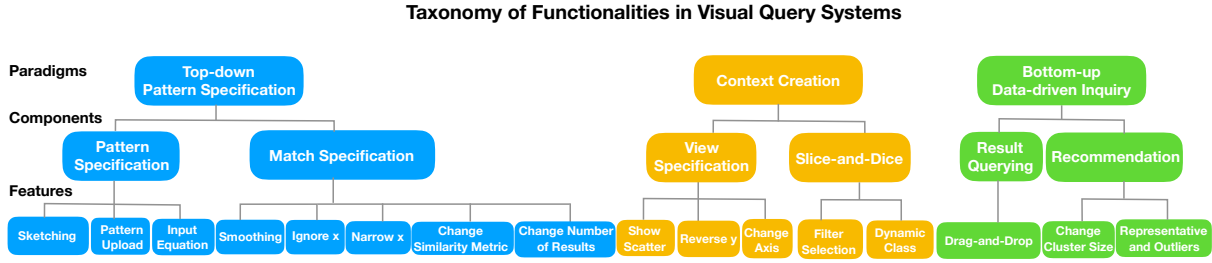 Taxonomy of Functionalities in Visual Query Systems
Paradigms
Top-down
Pattern Specification
Context Creation
Bottom-up
Data-driven Inquiry
Components
Pattern
Specification
Match Specification
View
Specification
Slice-and-Dice
Result
Querying
Recommendation
Features
Sketching
Pattern
Upload
Input
Equation
Smoothing
Ignore x
Narrow x
Change
Similarity Metric
Change Number
of Results
Show
Scatter
Reverse y
Change
Axis
Filter
Selection
Dynamic
Class
Drag-and-Drop
Change
Cluster Size
Representative
and Outliers